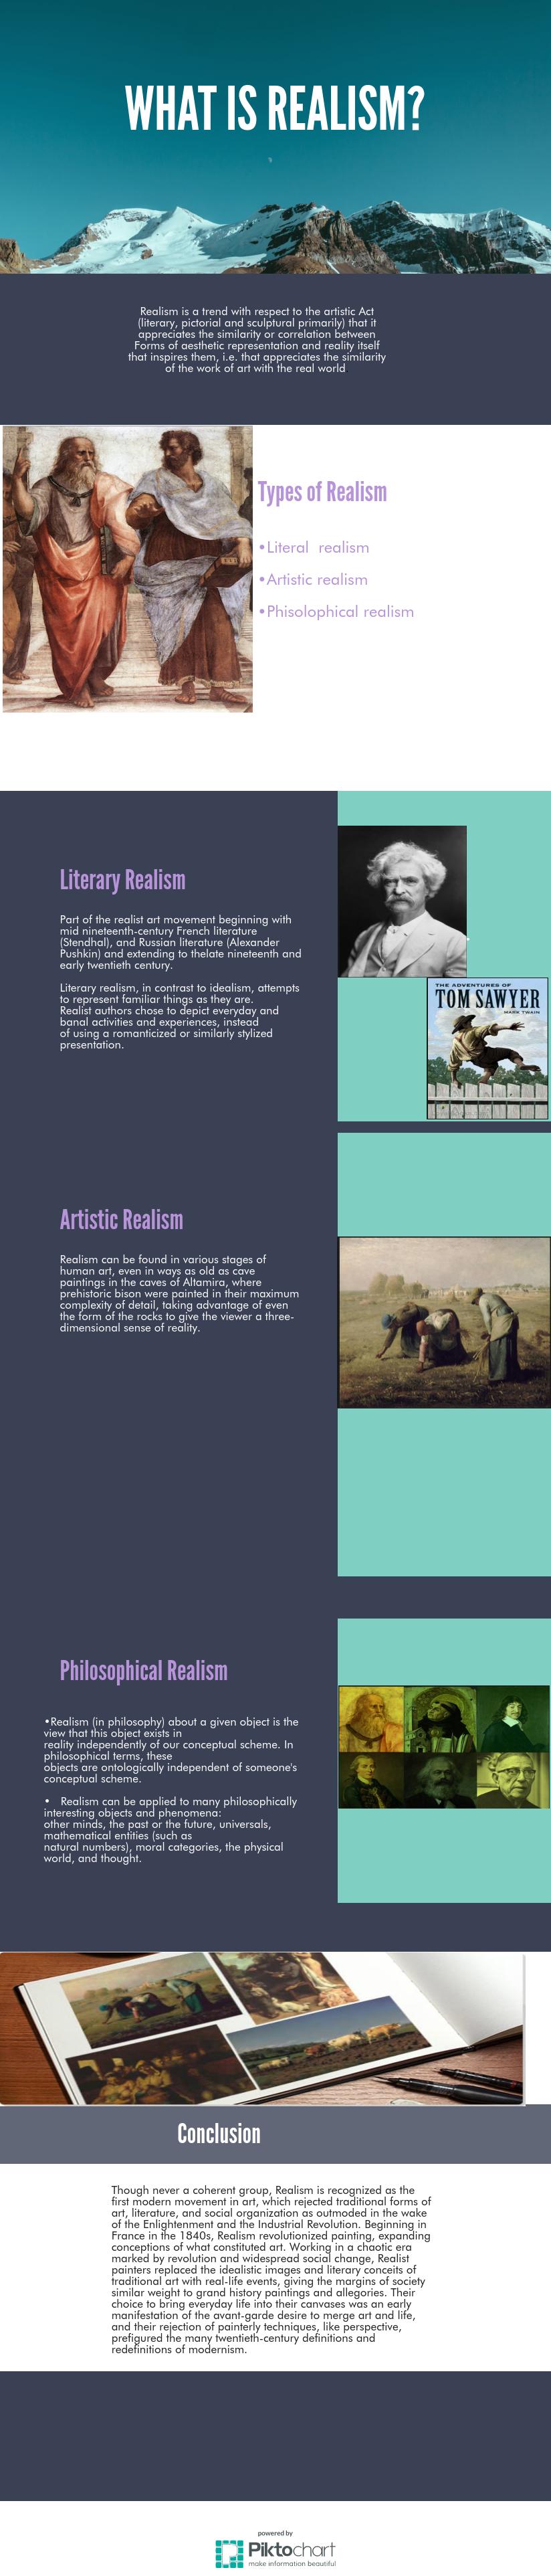 WHAT IS REALISM?
Realism is a trend with respect to the artistic Act
(literary, pictorial and sculptural primarily) that it
appreciates the similarity or correlation between
Forms of aesthetic representation and reality itself
that inspires them, i.e. that appreciates the similarity
of the work of art with the real world
Types of Realism
•Literal realism
•Artistic realism
•Phisolophical realism
Literary Realism
Part of the realist art movement beginning with
mid nineteenth-century French literature
(Stendhal), and Russian literature (Alexander
Pushkin) and extending to thelate nineteenth and
early twentieth century.
Literary realism, in contrast to idealism, attempts
to represent familiar things as they are.
Realist authors chose to depict everyday and
banal activities and experiences, instead
of using a romanticized or similarly stylized
presentation.
THE ADVENTURES OF
TOM SAWYER
MARK TWAIN
Artistic Realism
Realism can be found in various stages of
human art, even in ways as old as cave
paintings in the caves of Altamira, where
prehistoric bison were painted in their maximum
complexity of detail, taking advantage of even
the form of the rocks to give the viewer a three-
dimensional sense of reality.
Philosophical Realism
•Realism (in philosophy) about a given object is the
view that this object exists in
reality independently of our conceptual scheme. In
philosophical terms, these
objects are ontologically independent of someone's
conceptual scheme.
• Realism can be applied to many philosophically
interesting objects and phenomena:
other minds, the past or the future, universals,
mathematical entities (such as
natural numbers), moral categories, the physical
world, and thought.
Conclusion
Though never a coherent group, Realism is recognized as the
first modern movement in art, which rejected traditional forms of
art, literature, and social organization as outmoded in the wake
of the Enlightenment and the Industrial Revolution. Beginning in
France in the 1840s, Realism revolutionized painting, expanding
conceptions of what constituted art. Working in a chaotic era
marked by revolution and widespread social change, Realist
painters replaced the idealistic images and literary conceits of
traditional art with real-life events, giving the margins of society
similar weight to grand history paintings and allegories. Their
choice to bring everyday life into their canvases was an early
manifestation of the avant-garde desire to merge art and life,
and their rejection of painterly techniques, like perspective,
prefigured the many twentieth-century definitions and
redefinitions of modernism.
powered by
Piktochart
make information beautiful